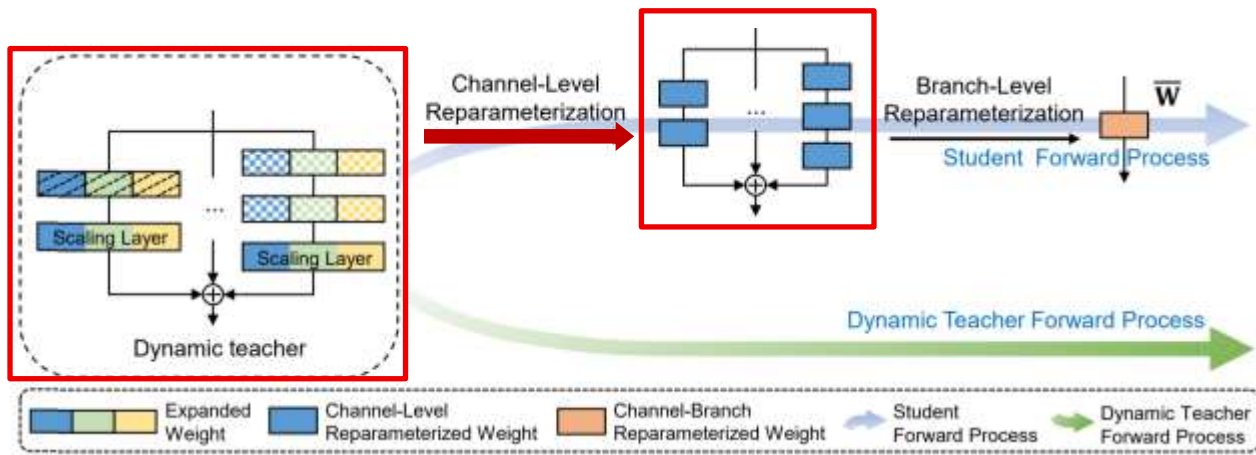 Channel-Level
Reparameterization
Branch-Level
Reparameterization
W
Student Forward Process
...
...
Scaling Layer
Scaling Layer
Dynamic teacher
Dynamic Teacher Forward Process
Expanded
Weight
Channel-Level
Reparameterized Weight
Channel-Branch
Reparameterized Weight
Student
Forward Process
Dynamic Teacher
Forward Process